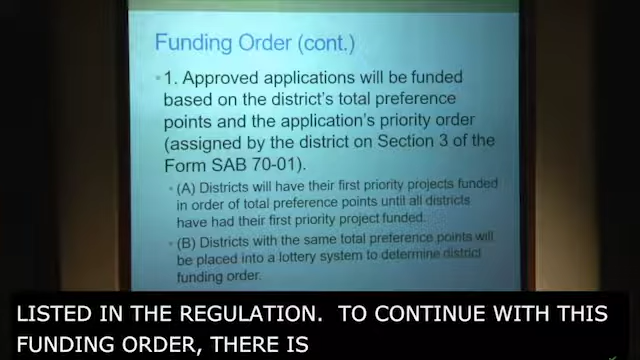 Funding Order (cont.)
1. Approved applications will be funded
based on the district's total preference
points and the application's priority order
(assigned by the district on Section 3 of the
Form SAB 70-01).
(A) Districts will have their first priority projects funded
in order of total preference points until all districts
have had their first priority project funded.
(B) Districts with the same total preference points will
be placed into a lottery system to determine district
funding order.
LISTED IN THE REGULATION.  TO CONTINUE WITH THIS
FUNDING ORDER, THERE IS